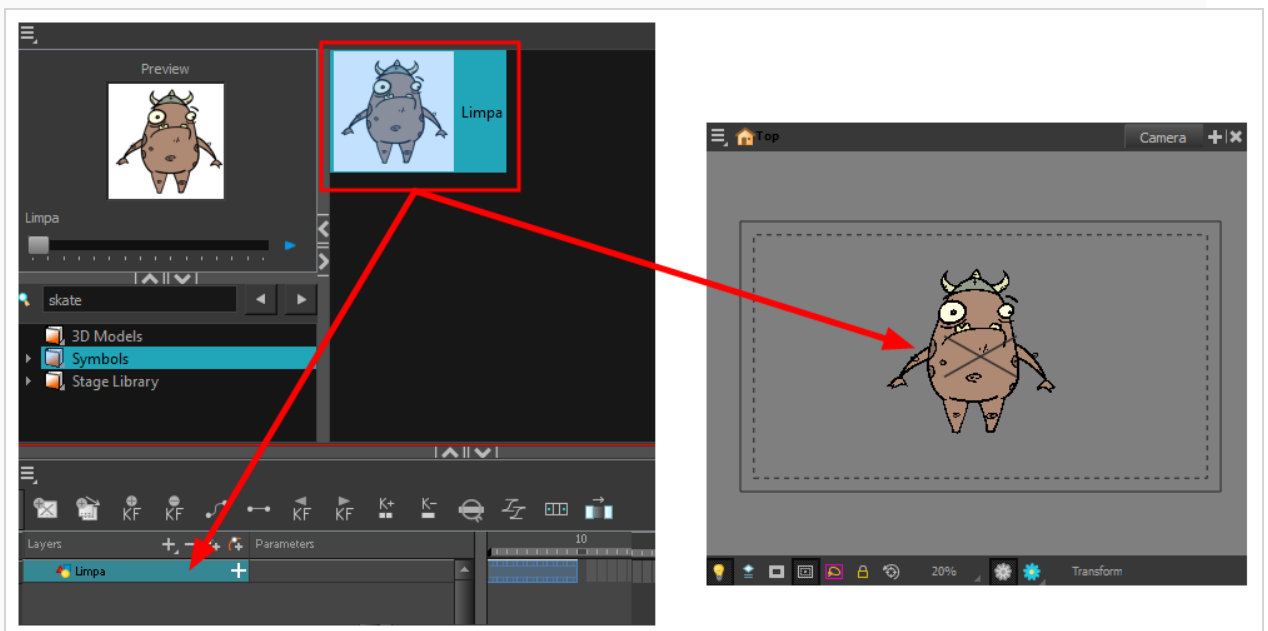 Preview
Limpa
Limpa
skate
3D Models
Symbols
Stage Library
KF KF KF KF K+ K-
Layers Parameters 10
Limpa
Top Camera
20% Transform